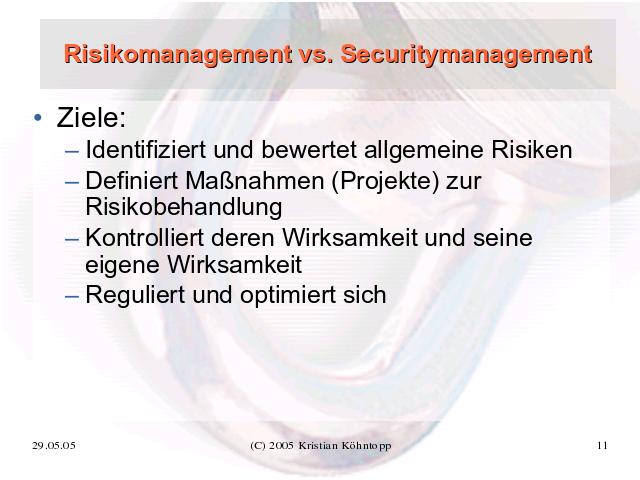 Risikomanagement vs. Securitymanagement
• Ziele:
– Identifiziert und bewertet allgemeine Risiken
– Definiert Maßnahmen (Projekte) zur
Risikobehandlung
– Kontrolliert deren Wirksamkeit und seine
eigene Wirksamkeit
– Reguliert und optimiert sich
29.05.05
(C) 2005 Kristian Köhntopp
11